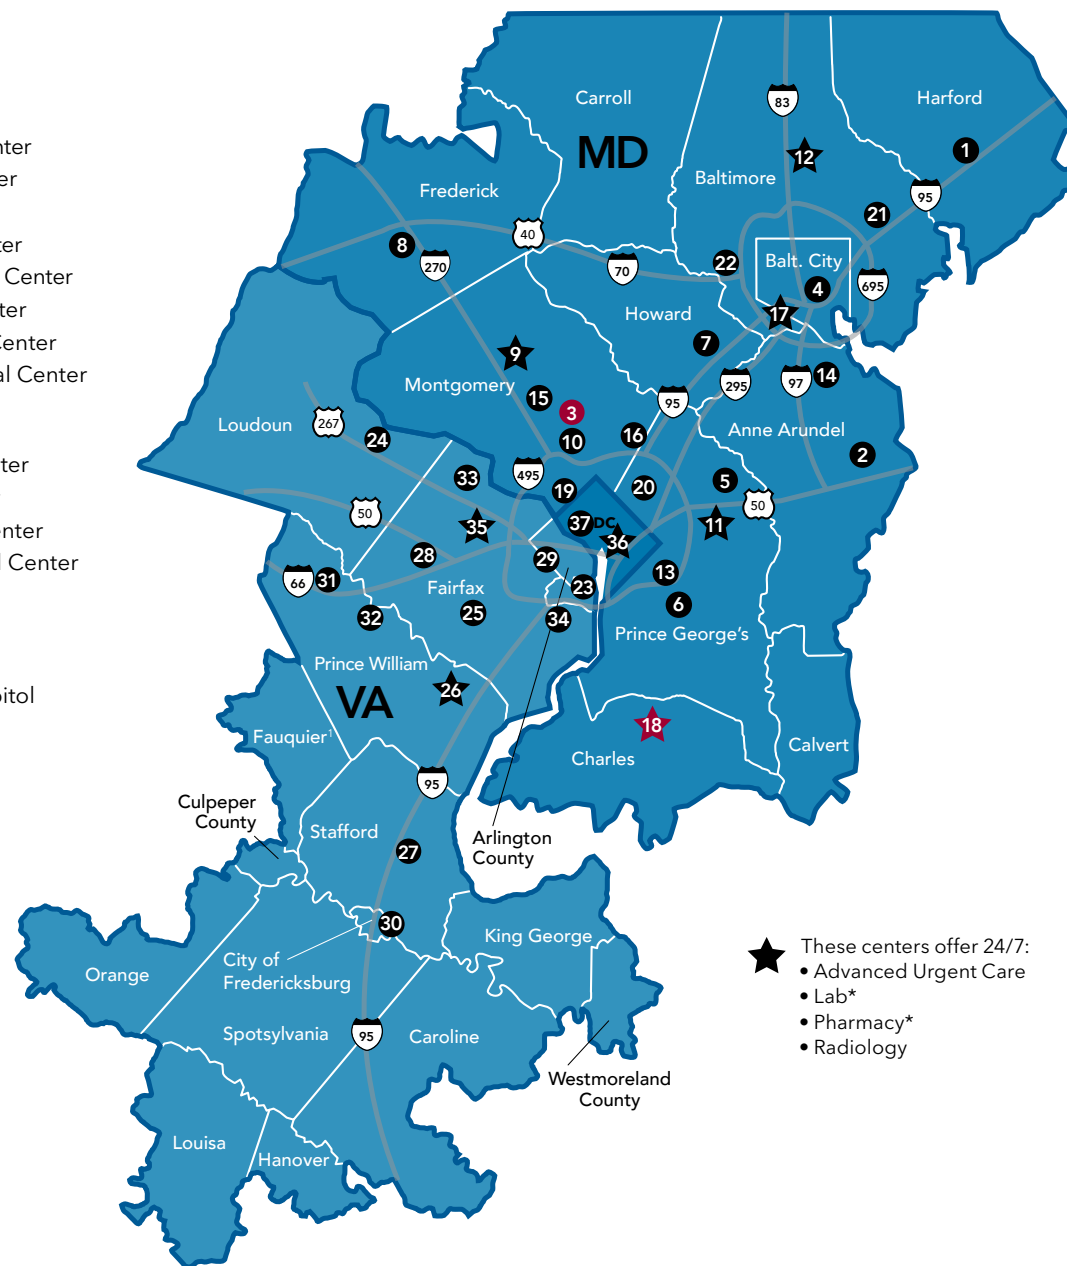 nter
er
ter
Center
ter
Center
al Center
ter
enter
l Center
pitol
Carroll
MD
Harford
83
1
12
Baltimore
95
21
Frederick
40
8
270
70
22
Balt. City
4
695
17
Howard
7
9
Montgomery
295
97
14
15
3
95
Loudoun
267
24
10
16
Anne Arundel
2
33
495
19
20
5
50
50
35
37
DC
11
36
28
29
13
66
31
Fairfax
23
6
32
25
34
Prince George's
Prince William
26
VA
18
Fauquier¹
Charles
Calvert
95
Culpeper
County
Stafford
27
Arlington
County
30
King George
City of
Fredericksburg
Orange
Spotsylvania
95
Caroline
Westmoreland
County
Louisa
Hanover
These centers offer 24/7:
• Advanced Urgent Care
• Lab*
• Pharmacy*
• Radiology